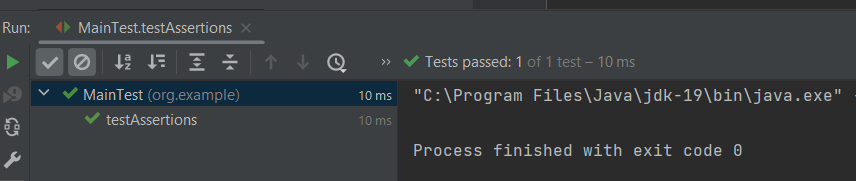 Run: MainTest.testAssertions
Tests passed: 1 of 1 test – 10 ms
MainTest (org.example) 10 ms
testAssertions 10 ms
"C:\Program Files\Java\jdk-19\bin\java.exe"
Process finished with exit code 0